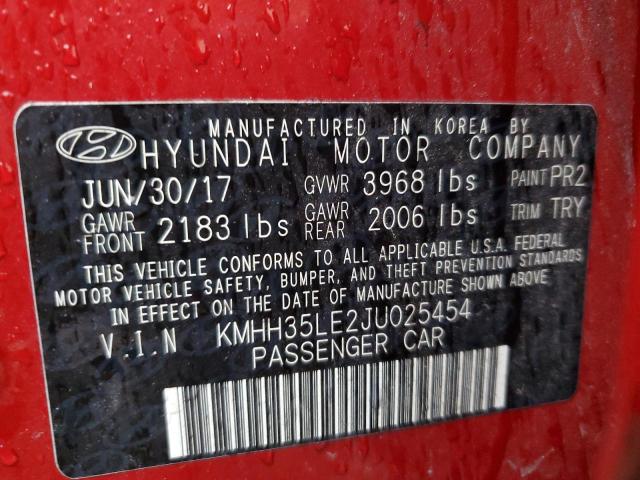 MANUFACTURED IN KOREA BY
HYUNDAI MOTOR COMPANY
JUN/30/17 GVWR 3968 lbs PAINT PR2
GAWR FRONT 2183 lbs GAWR REAR 2006 lbs TRIM TRY
THIS VEHICLE CONFORMS TO ALL APPLICABLE U.S.A. FEDERAL
MOTOR VEHICLE SAFETY, BUMPER, AND THEFT PREVENTION STANDARDS
IN EFFECT ON THE DATE OF MANUFACTURE SHOWN ABOVE
V.I.N KMHH35LE2JU025454
PASSENGER CAR